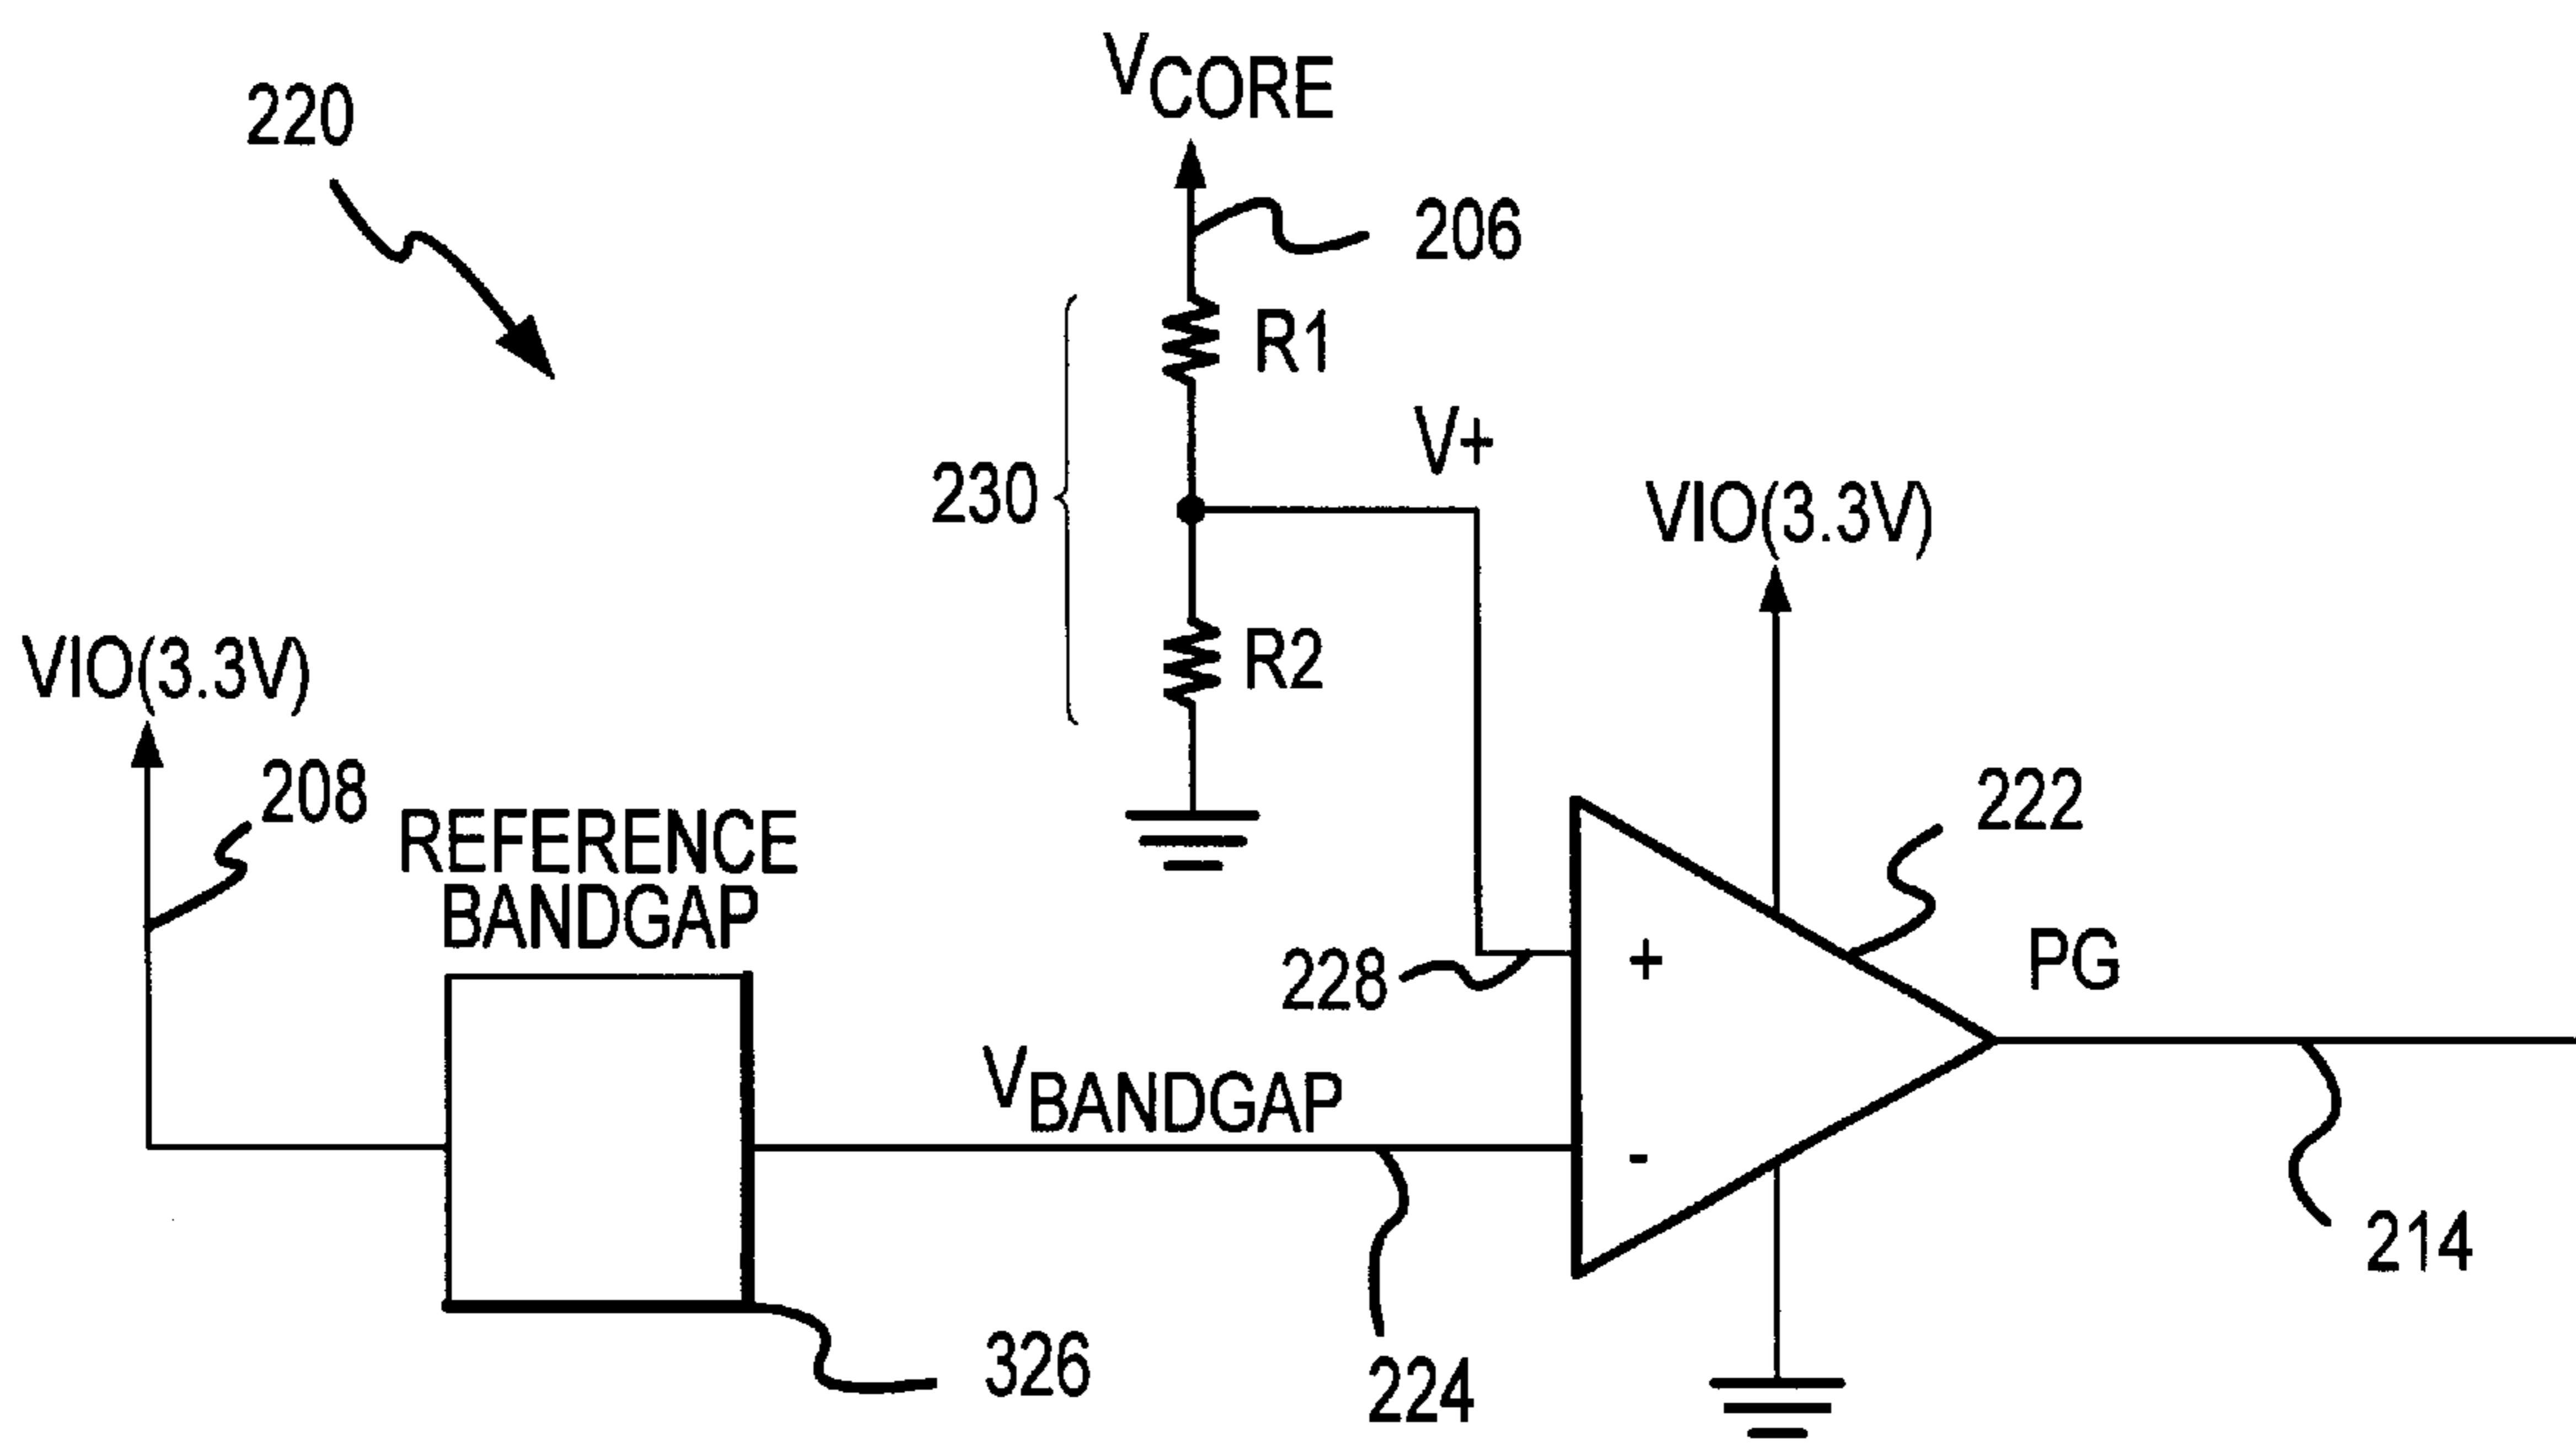 220
VCORE
206
R1
V+
230
VIO(3.3V)
R2
VIO(3.3V)
208
REFERENCE
BANDGAP
222
+
PG
228
VBANDGAP
-
214
326
224